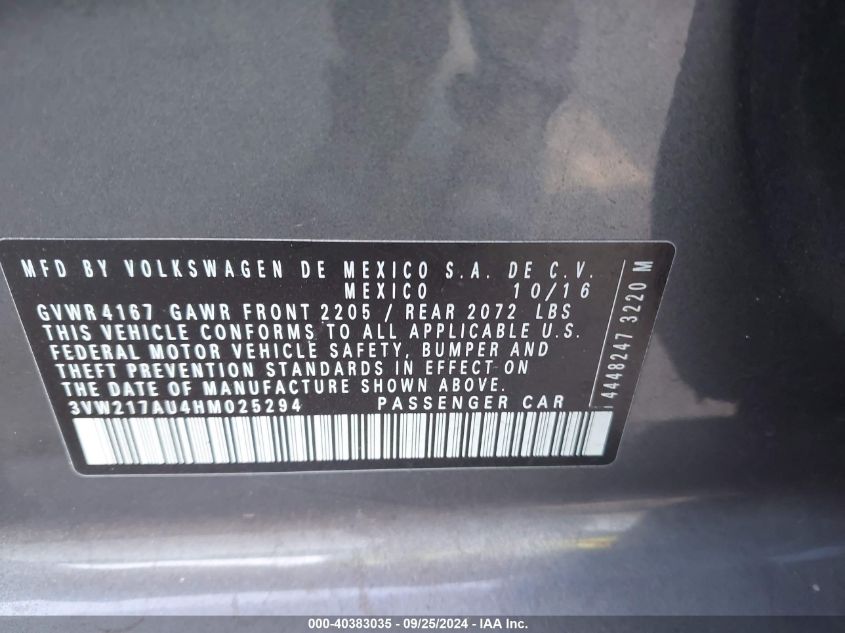 MFD BY VOLKSWAGEN DE MEXICO S.A. DE C.V.
MEXICO 10/16
GVWR 4167 GAWR FRONT 2205 / REAR 2072 LBS
THIS VEHICLE CONFORMS TO ALL APPLICABLE U.S.
FEDERAL MOTOR VEHICLE SAFETY, BUMPER AND
THEFT PREVENTION STANDARDS IN EFFECT ON
THE DATE OF MANUFACTURE SHOWN ABOVE.
3VW217AU4HM025294 PASSENGER CAR
4448247 3220 M
000-40383035 - 09/25/2024 - IAA Inc.